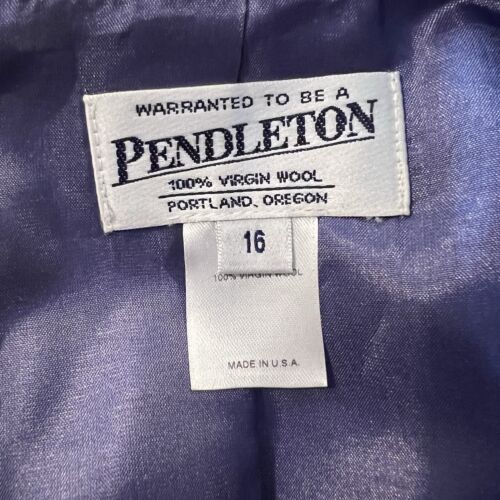 WARRANTED TO BE A
PENDLETON
100% VIRGIN WOOL
PORTLAND, OREGON
16
100% VIRGIN WOOL
MADE IN U.S.A.